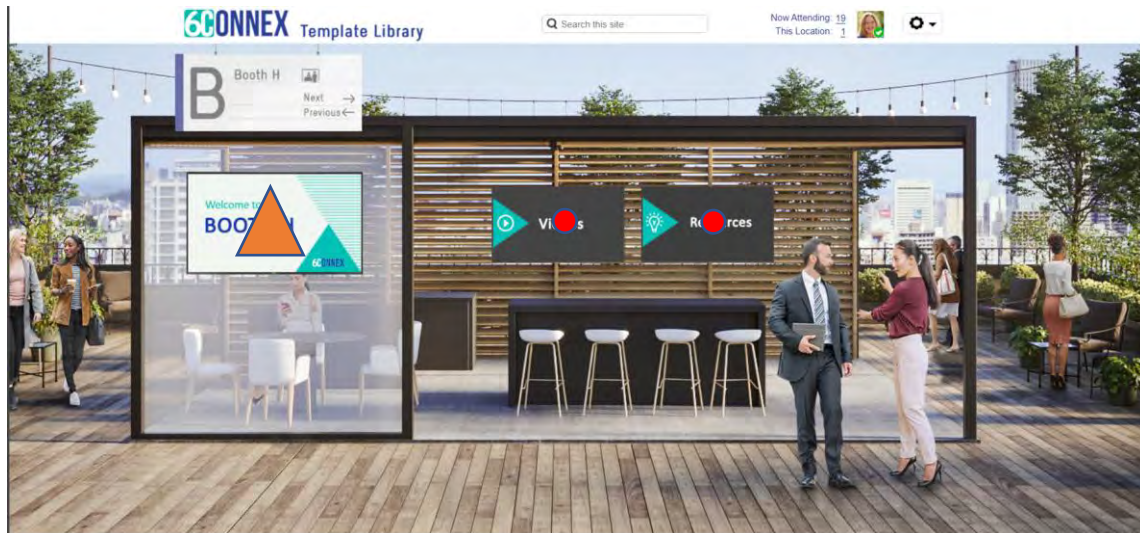 6CONNEX Template Library
Search this site
Now Attending: 19
This Location: 1
B
Booth H
Next →
Previous ←
Welcome to
BOO H
6CONNEX
Vi s
Re rces